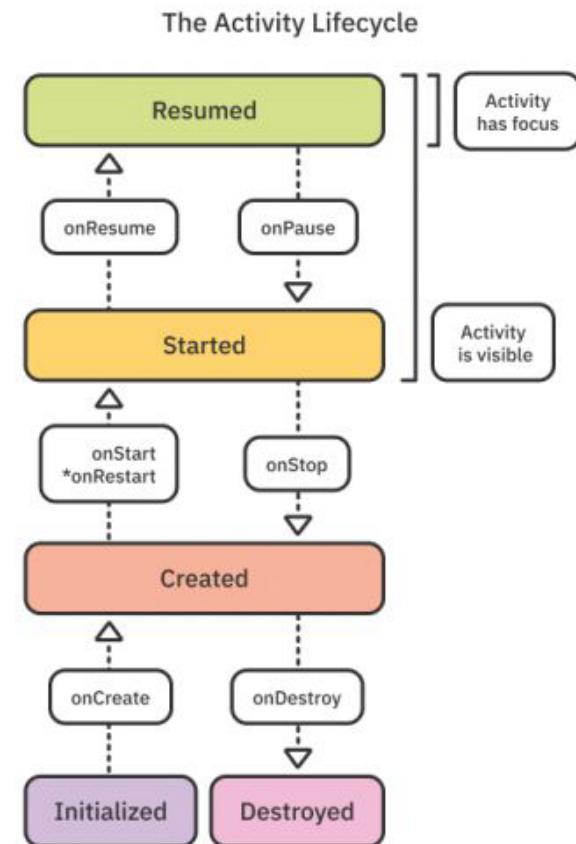 The Activity Lifecycle
Resumed
Activity
has focus
onResume
onPause
Started
Activity
is visible
onStart
*onRestart
onStop
Created
onCreate
onDestroy
Initialized
Destroyed